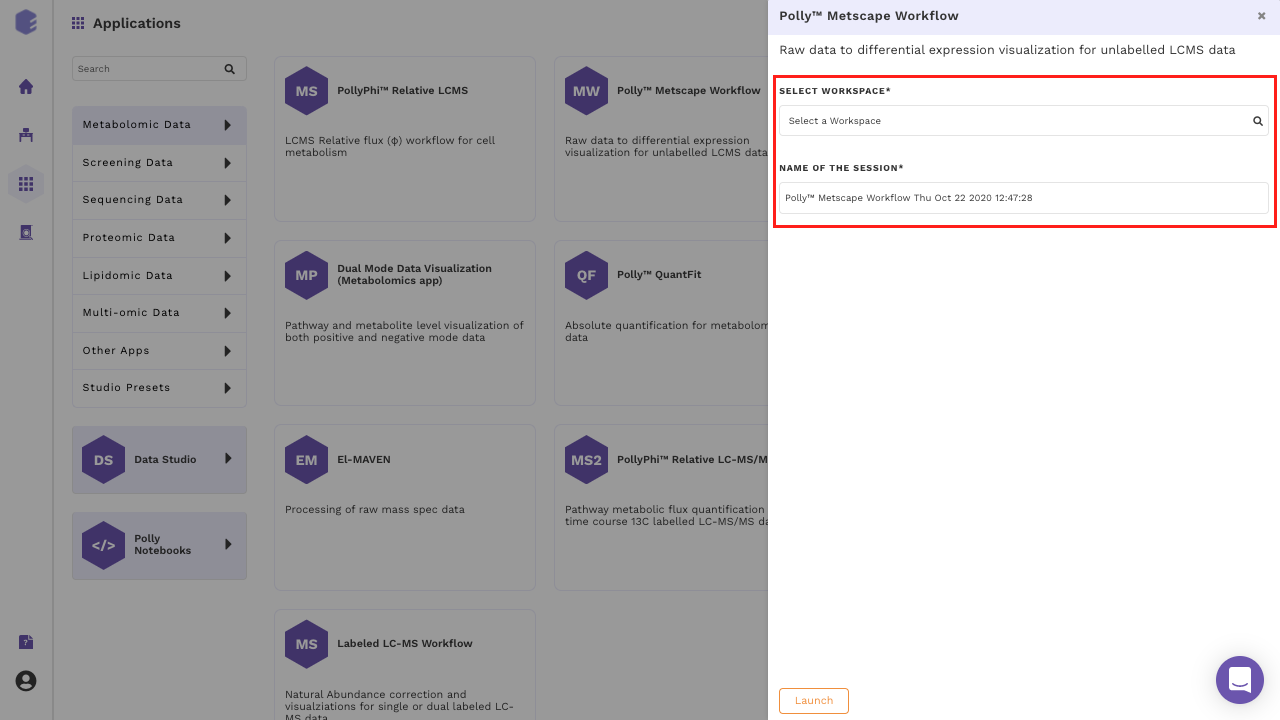 Applications
Search
Metabolomic Data
Screening Data
Sequencing Data
Proteomic Data
Lipidomic Data
Multi-omic Data
Other Apps
Studio Presets
DS
Data Studio
</>
Polly
Notebooks
MS
PollyPhi™ Relative LCMS
LCMS Relative flux (ϕ) workflow for cell
metabolism
MW
Polly™ Metscape Workflow
Raw data to differential expression
visualization for unlabelled LCMS data
MP
Dual Mode Data Visualization
(Metabolomics app)
Pathway and metabolite level visualization of
both positive and negative mode data
QF
Polly™ QuantFit
Absolute quantification for metabolom
data
EM
El-MAVEN
Processing of raw mass spec data
MS2
PollyPhi™ Relative LC-MS/M
Pathway metabolic flux quantification
time course 13C labelled LC-MS/MS da
MS
Labeled LC-MS Workflow
Natural Abundance correction and
visualziations for single or dual labeled LC-
MS data
Polly™ Metscape Workflow
Raw data to differential expression visualization for unlabelled LCMS data
SELECT WORKSPACE*
Select a Workspace
NAME OF THE SESSION*
Polly™ Metscape Workflow Thu Oct 22 2020 12:47:28
Launch